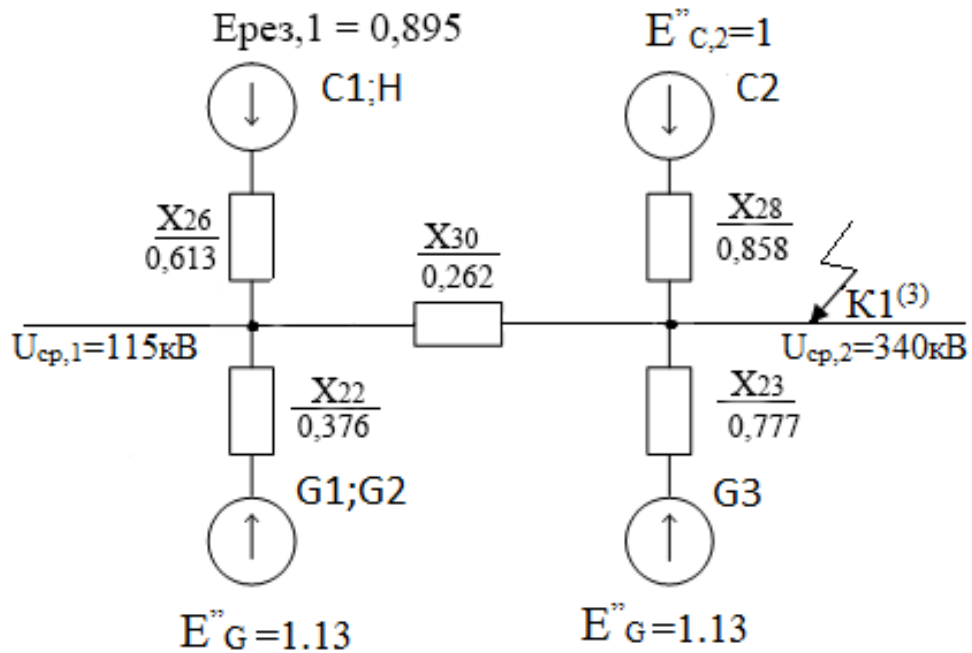 Eрез,1 = 0,895
E”C,2=1
C1;H
C2
X26
0,613
X30
0,262
X28
0,858
K1(3)
Uср,1=115кВ
Uср,2=340кВ
X22
0,376
X23
0,777
G1;G2
G3
E”G =1.13
E”G =1.13